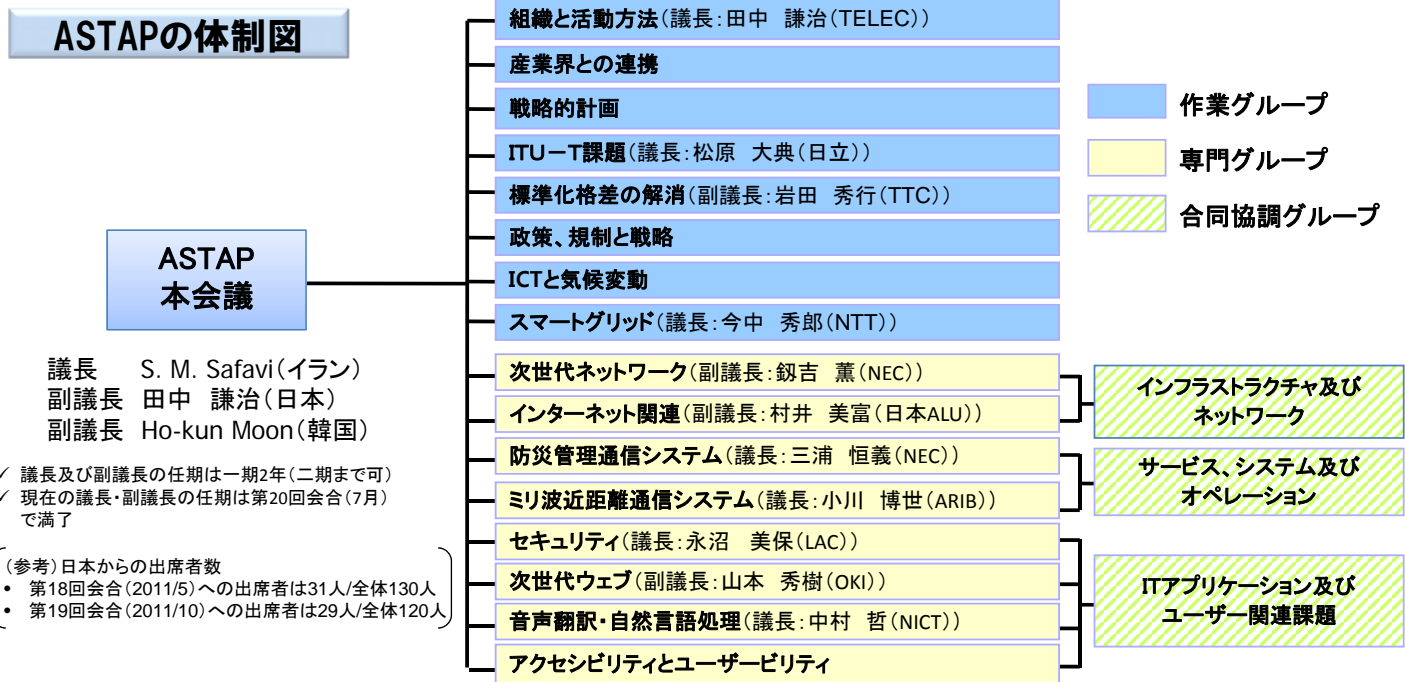 ASTAPの体制図
組織と活動方法(議長:田中 謙治(TELEC))
産業界との連携
戦略的計画
ITU-T課題(議長:松原 大典(日立))
標準化格差の解消(副議長:岩田 秀行(TTC))
政策、規制と戦略
ICTと気候変動
スマートグリッド(議長:今中 秀郎(NTT))
次世代ネットワーク(副議長:釼吉 薫(NEC))
インターネット関連(副議長:村井 美富(日本ALU))
防災管理通信システム(議長:三浦 恒義(NEC))
ミリ波近距離通信システム(議長:小川 博世(ARIB))
セキュリティ(議長:永沼 美保(LAC))
次世代ウェブ(副議長:山本 秀樹(OKI))
音声翻訳・自然言語処理(議長:中村 哲(NICT))
アクセシビリティとユーザービリティ
作業グループ
専門グループ
合同協調グループ
インフラストラクチャ及び
ネットワーク
サービス、システム及び
オペレーション
ITアプリケーション及び
ユーザー関連課題
ASTAP
本会議
議長 S. M. Safavi(イラン)
副議長 田中 謙治(日本)
副議長 Ho-kun Moon(韓国)
✓ 議長及び副議長の任期は一期2年(二期まで可)
✓ 現在の議長・副議長の任期は第20回会合(7月)
で満了
(参考)日本からの出席者数
• 第18回会合(2011/5)への出席者は31人/全体130人
• 第19回会合(2011/10)への出席者は29人/全体120人